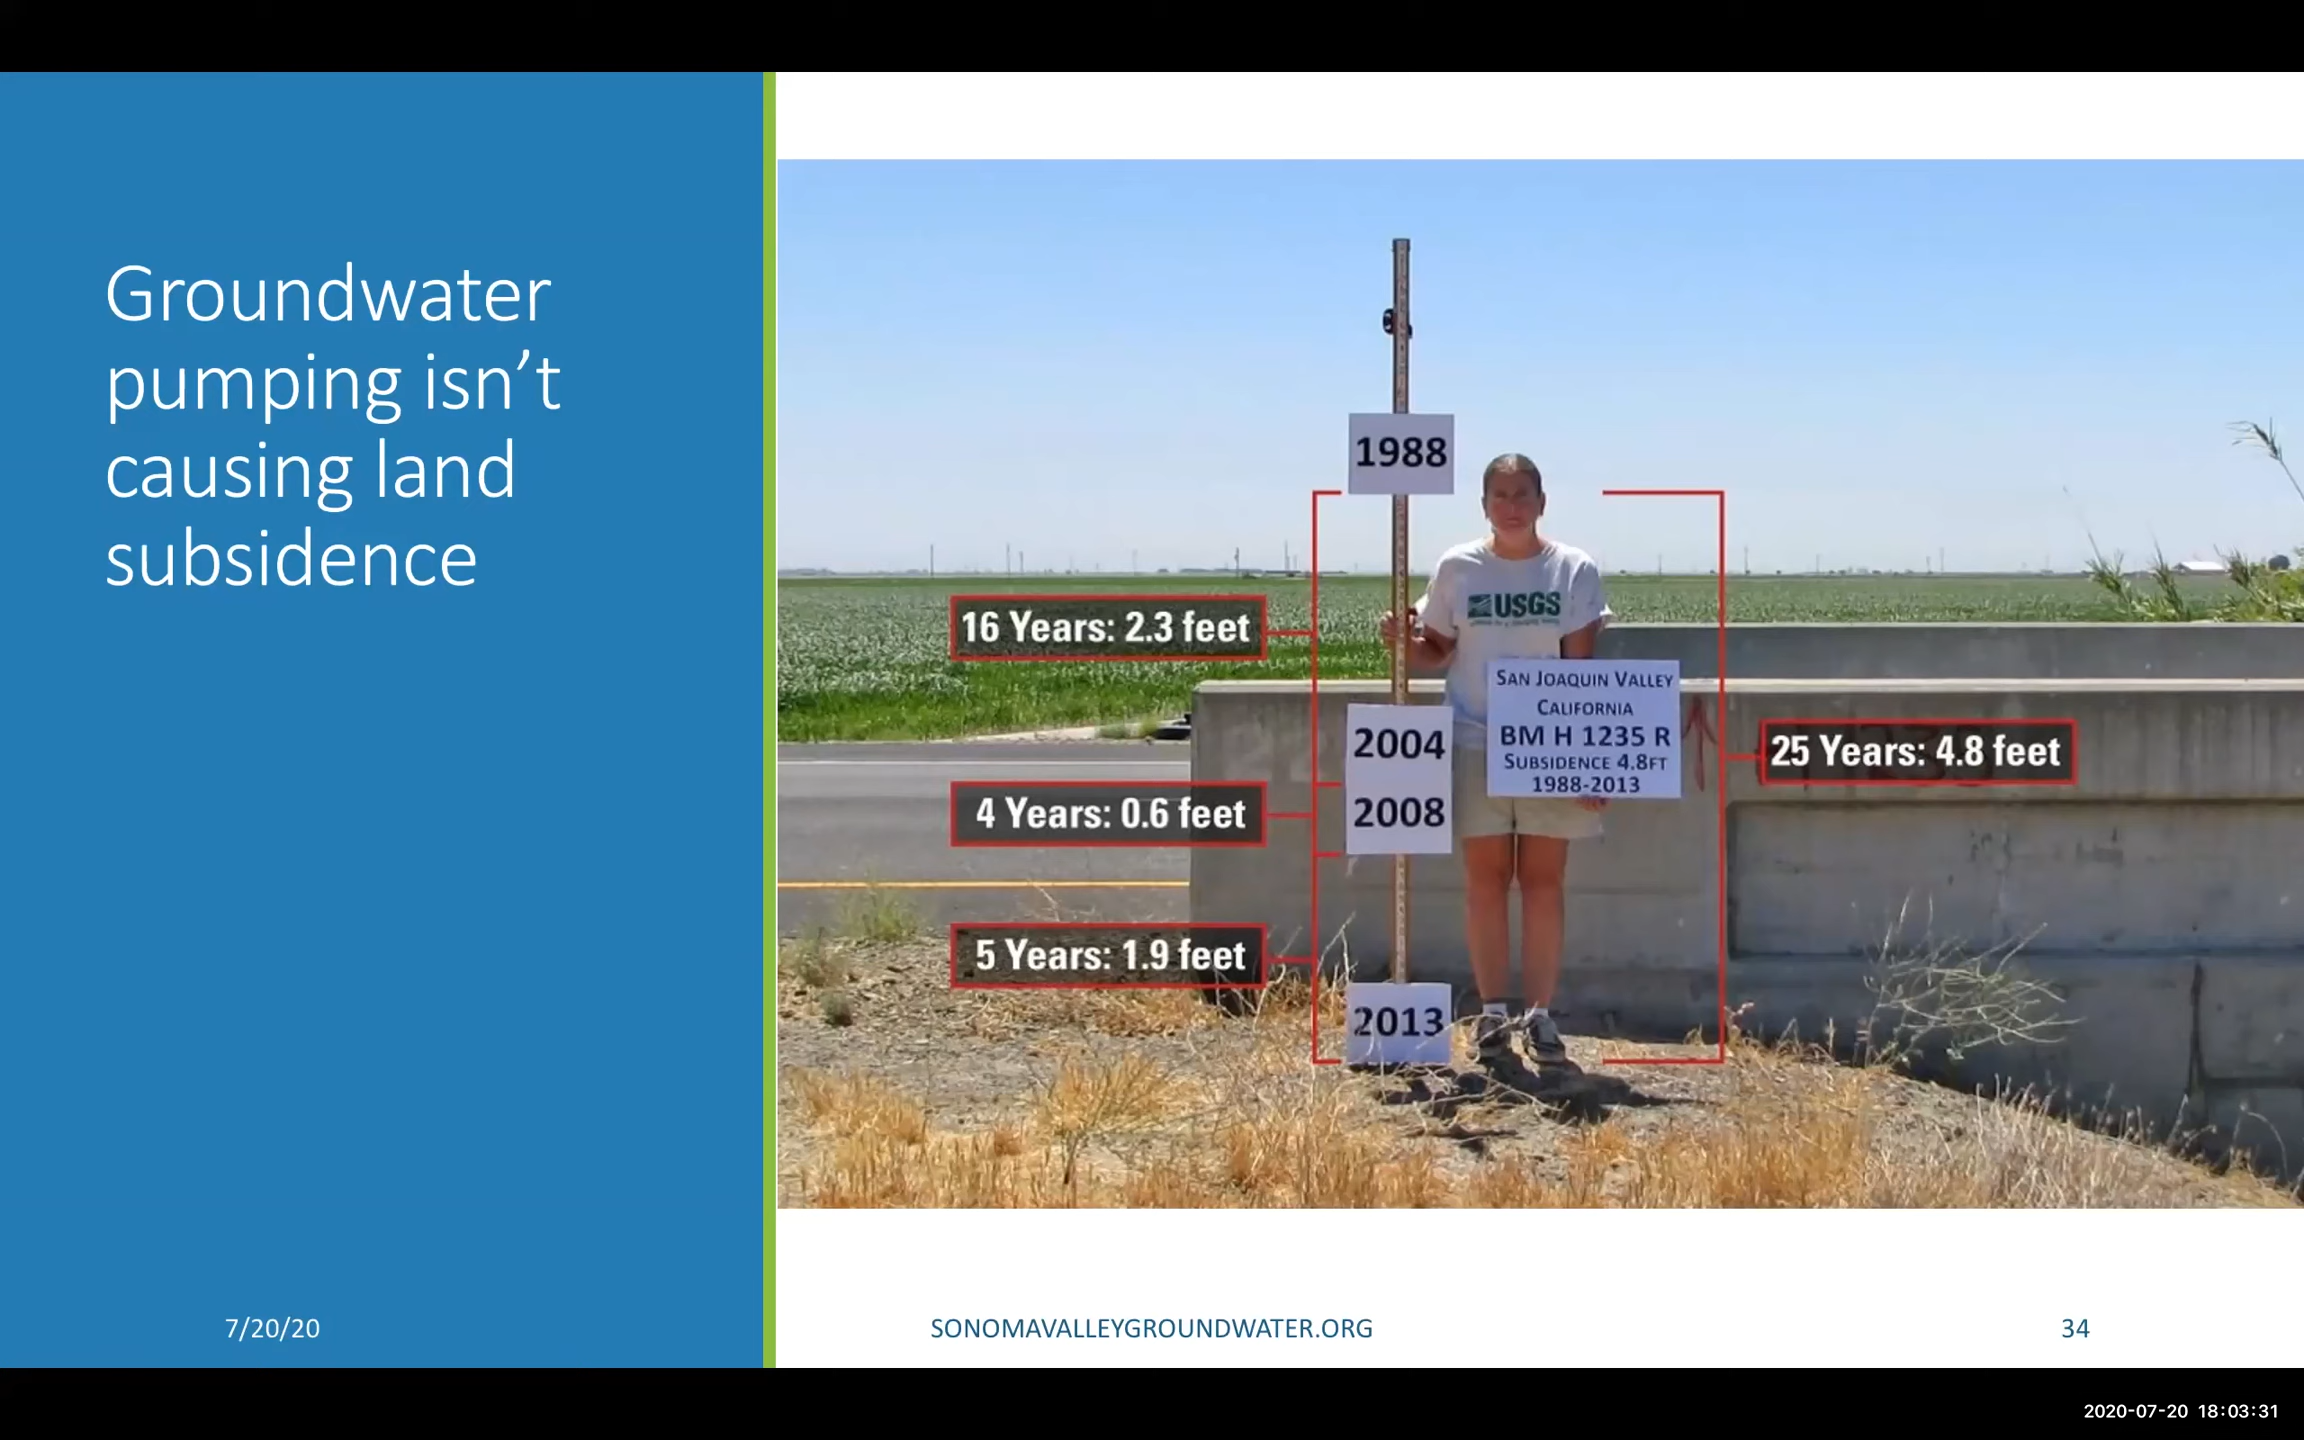 Groundwater
pumping isn’t
causing land
subsidence
1988
USGS
16 Years: 2.3 feet
SAN JOAQUIN VALLEY
CALIFORNIA
BM H 1235 R
SUBSIDENCE 4.8FT
1988-2013
2004
25 Years: 4.8 feet
4 Years: 0.6 feet
2008
5 Years: 1.9 feet
2013
7/20/20
SONOMAVALLEYGROUNDWATER.ORG
34
2020-07-20 18:03:31